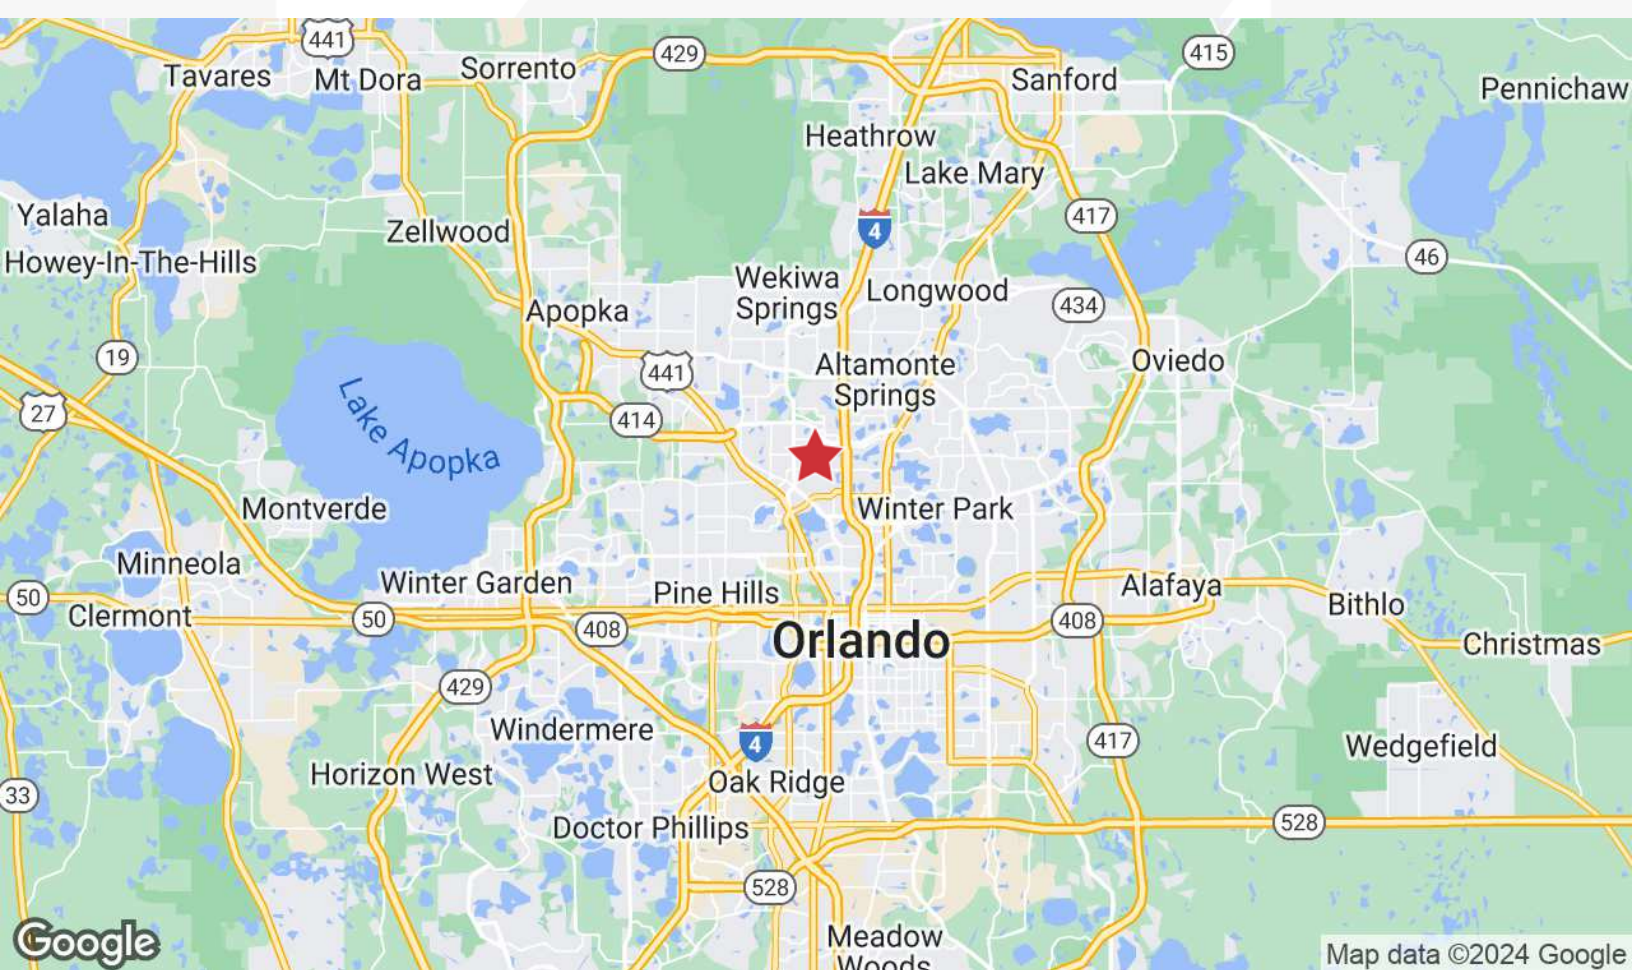 441
429
415
Tavares
Mt Dora
Sorrento
Sanford
Pennichaw
Heathrow
Lake Mary
Yalaha
Zellwood
417
4
46
Howey-In-The-Hills
Wekiwa
Springs
Longwood
434
Apopka
19
441
Altamonte
Springs
Oviedo
27
414
Lake Apopka
Montverde
Winter Park
Minneola
Winter Garden
Pine Hills
Alafaya
50
Clermont
50
408
Orlando
408
Bithlo
Christmas
429
Windermere
4
417
Wedgefield
Horizon West
Oak Ridge
33
Doctor Phillips
528
528
Meadow
Woods
Google
Map data ©2024 Google